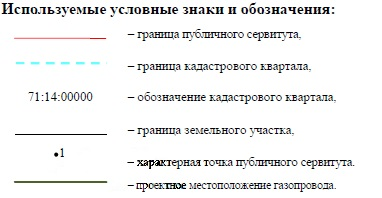 Используемые условные знаки и обозначения:
– граница публичного сервитута,
– граница кадастрового квартала,
71:14:00000 – обозначение кадастрового квартала,
– граница земельного участка,
•1 – характерная точка публичного сервитута.
– проектное местоположение газопровода.